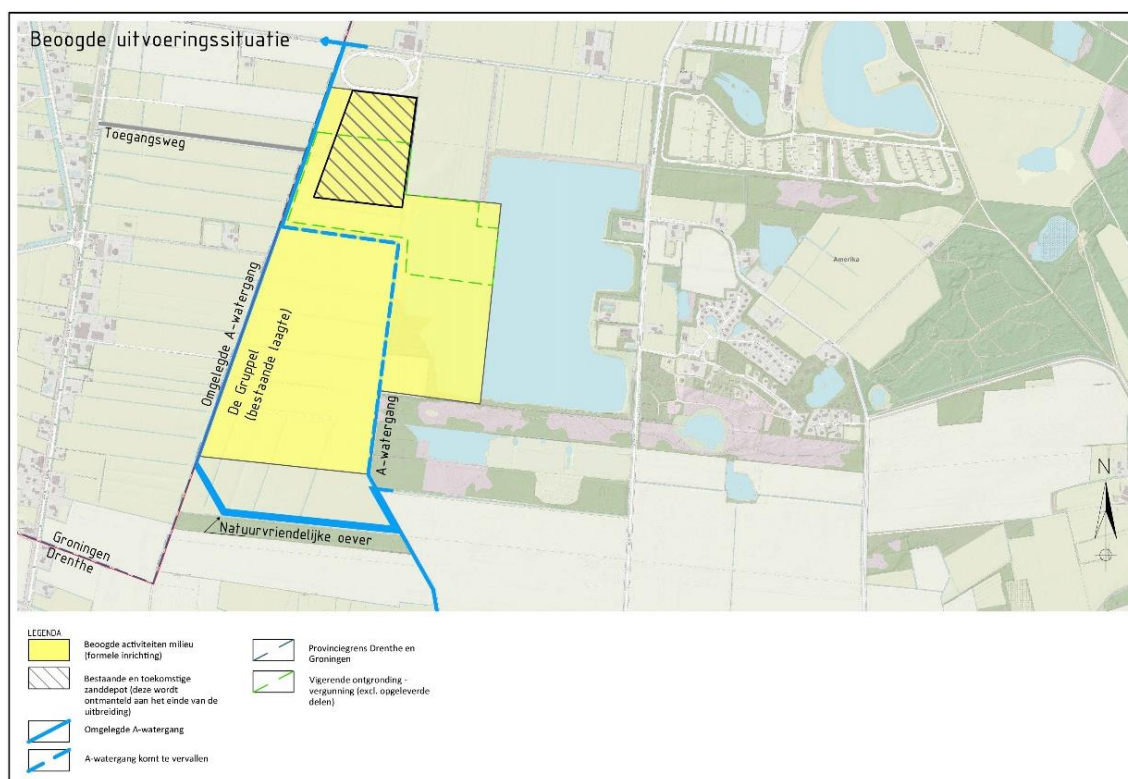 Beoogde uitvoeringssituatie
Toegangsweg
Omgelegde A-watergang
De Gruppel
(bestaande laagte)
A-watergang
Amerika
Natuurvriendelijke oever
Groningen
Drenthe
N
LEGENDA
Beoogde activiteiten milieu
(formele inrichting)
Bestaande en toekomstige
zanddepot (deze wordt
ontmanteld aan het einde van de
uitbreiding)
Omgelegde A-watergang
A-watergang komt te vervallen
Provinciegrens Drenthe en
Groningen
Vigerende ontgronding -
vergunning (excl. opgeleverde
delen)